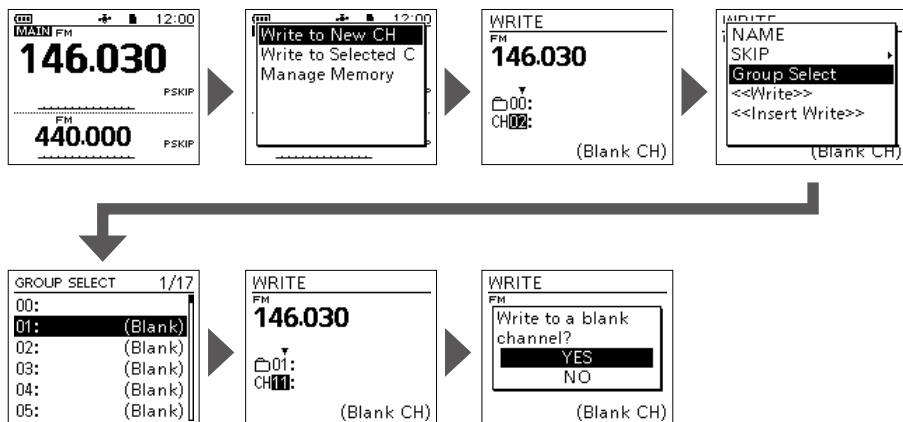 12:00
MAIN FM
146.030
PSKIP
FM
440.000
PSKIP
12:00
Write to New CH
Write to Selected C
Manage Memory
WRITE
FM
146.030
00:
CH02:
(Blank CH)
WRITE
NAME
SKIP
Group Select
<<Write>>
<<Insert Write>>
(Blank CH)
GROUP SELECT 1/17
00:
01: (Blank)
02: (Blank)
03: (Blank)
04: (Blank)
05: (Blank)
WRITE
FM
146.030
01:
CH11:
(Blank CH)
WRITE
FM
Write to a blank
channel?
YES
NO
(Blank CH)